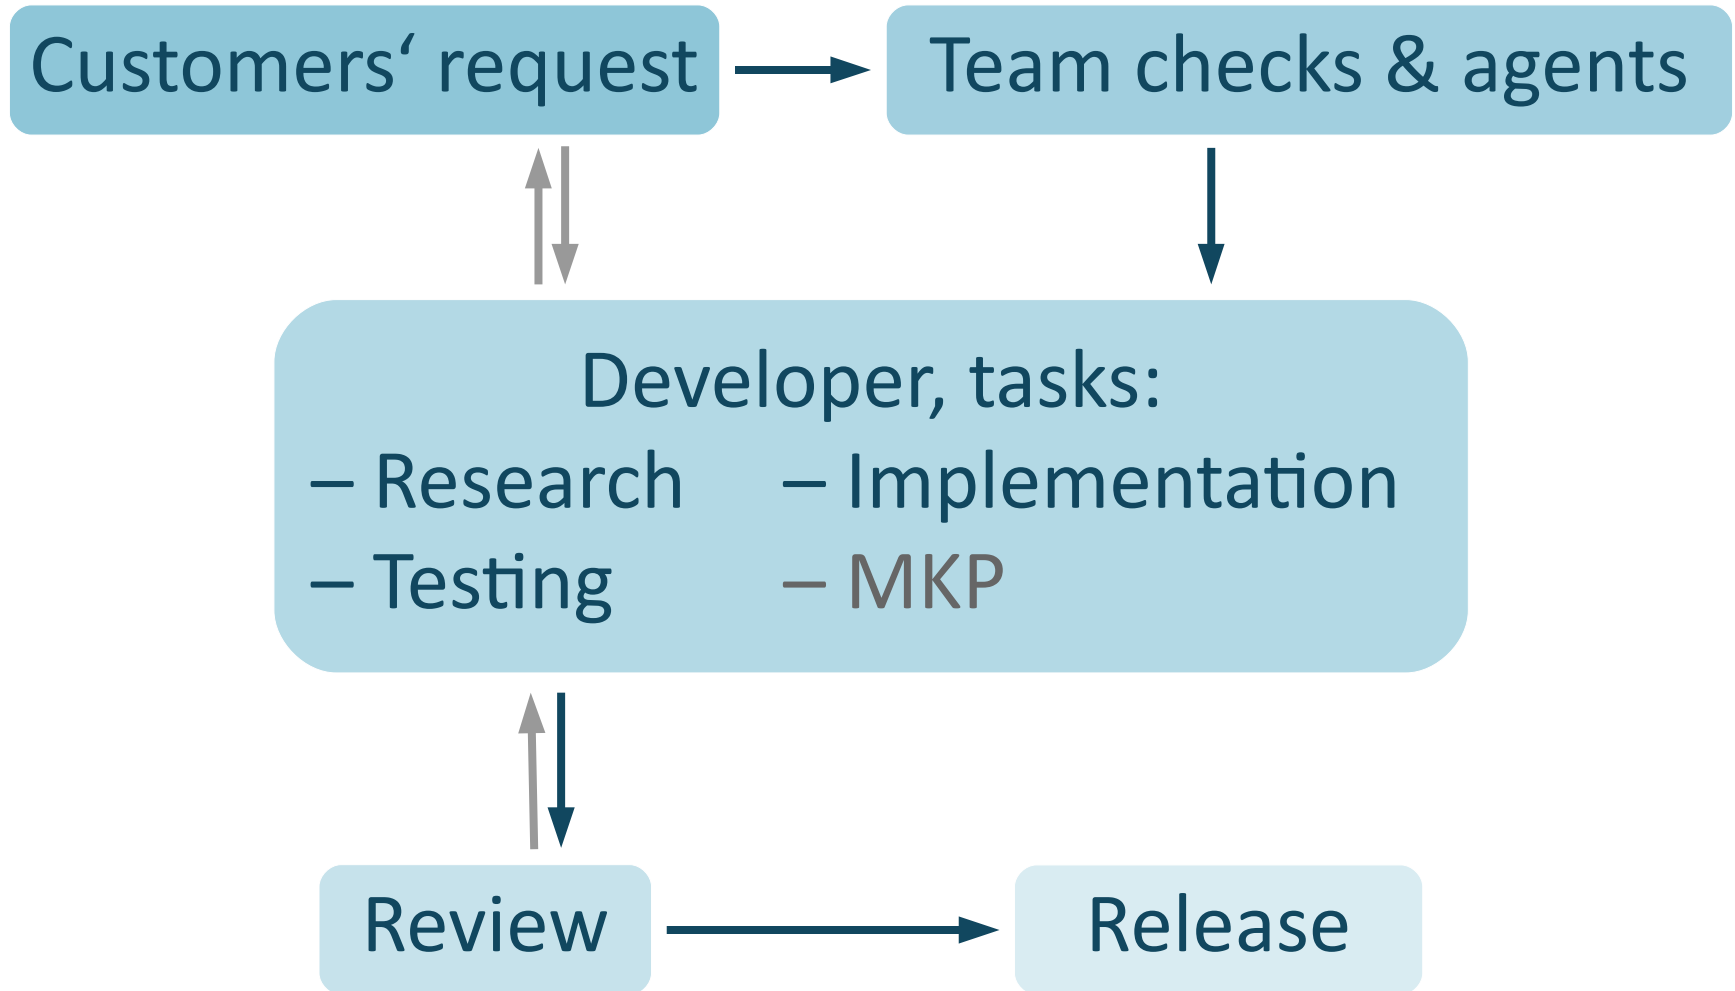 Customers‘ request
Team checks & agents
Developer, tasks:
– Research
– Implementation
– Testing
– MKP
Review
Release